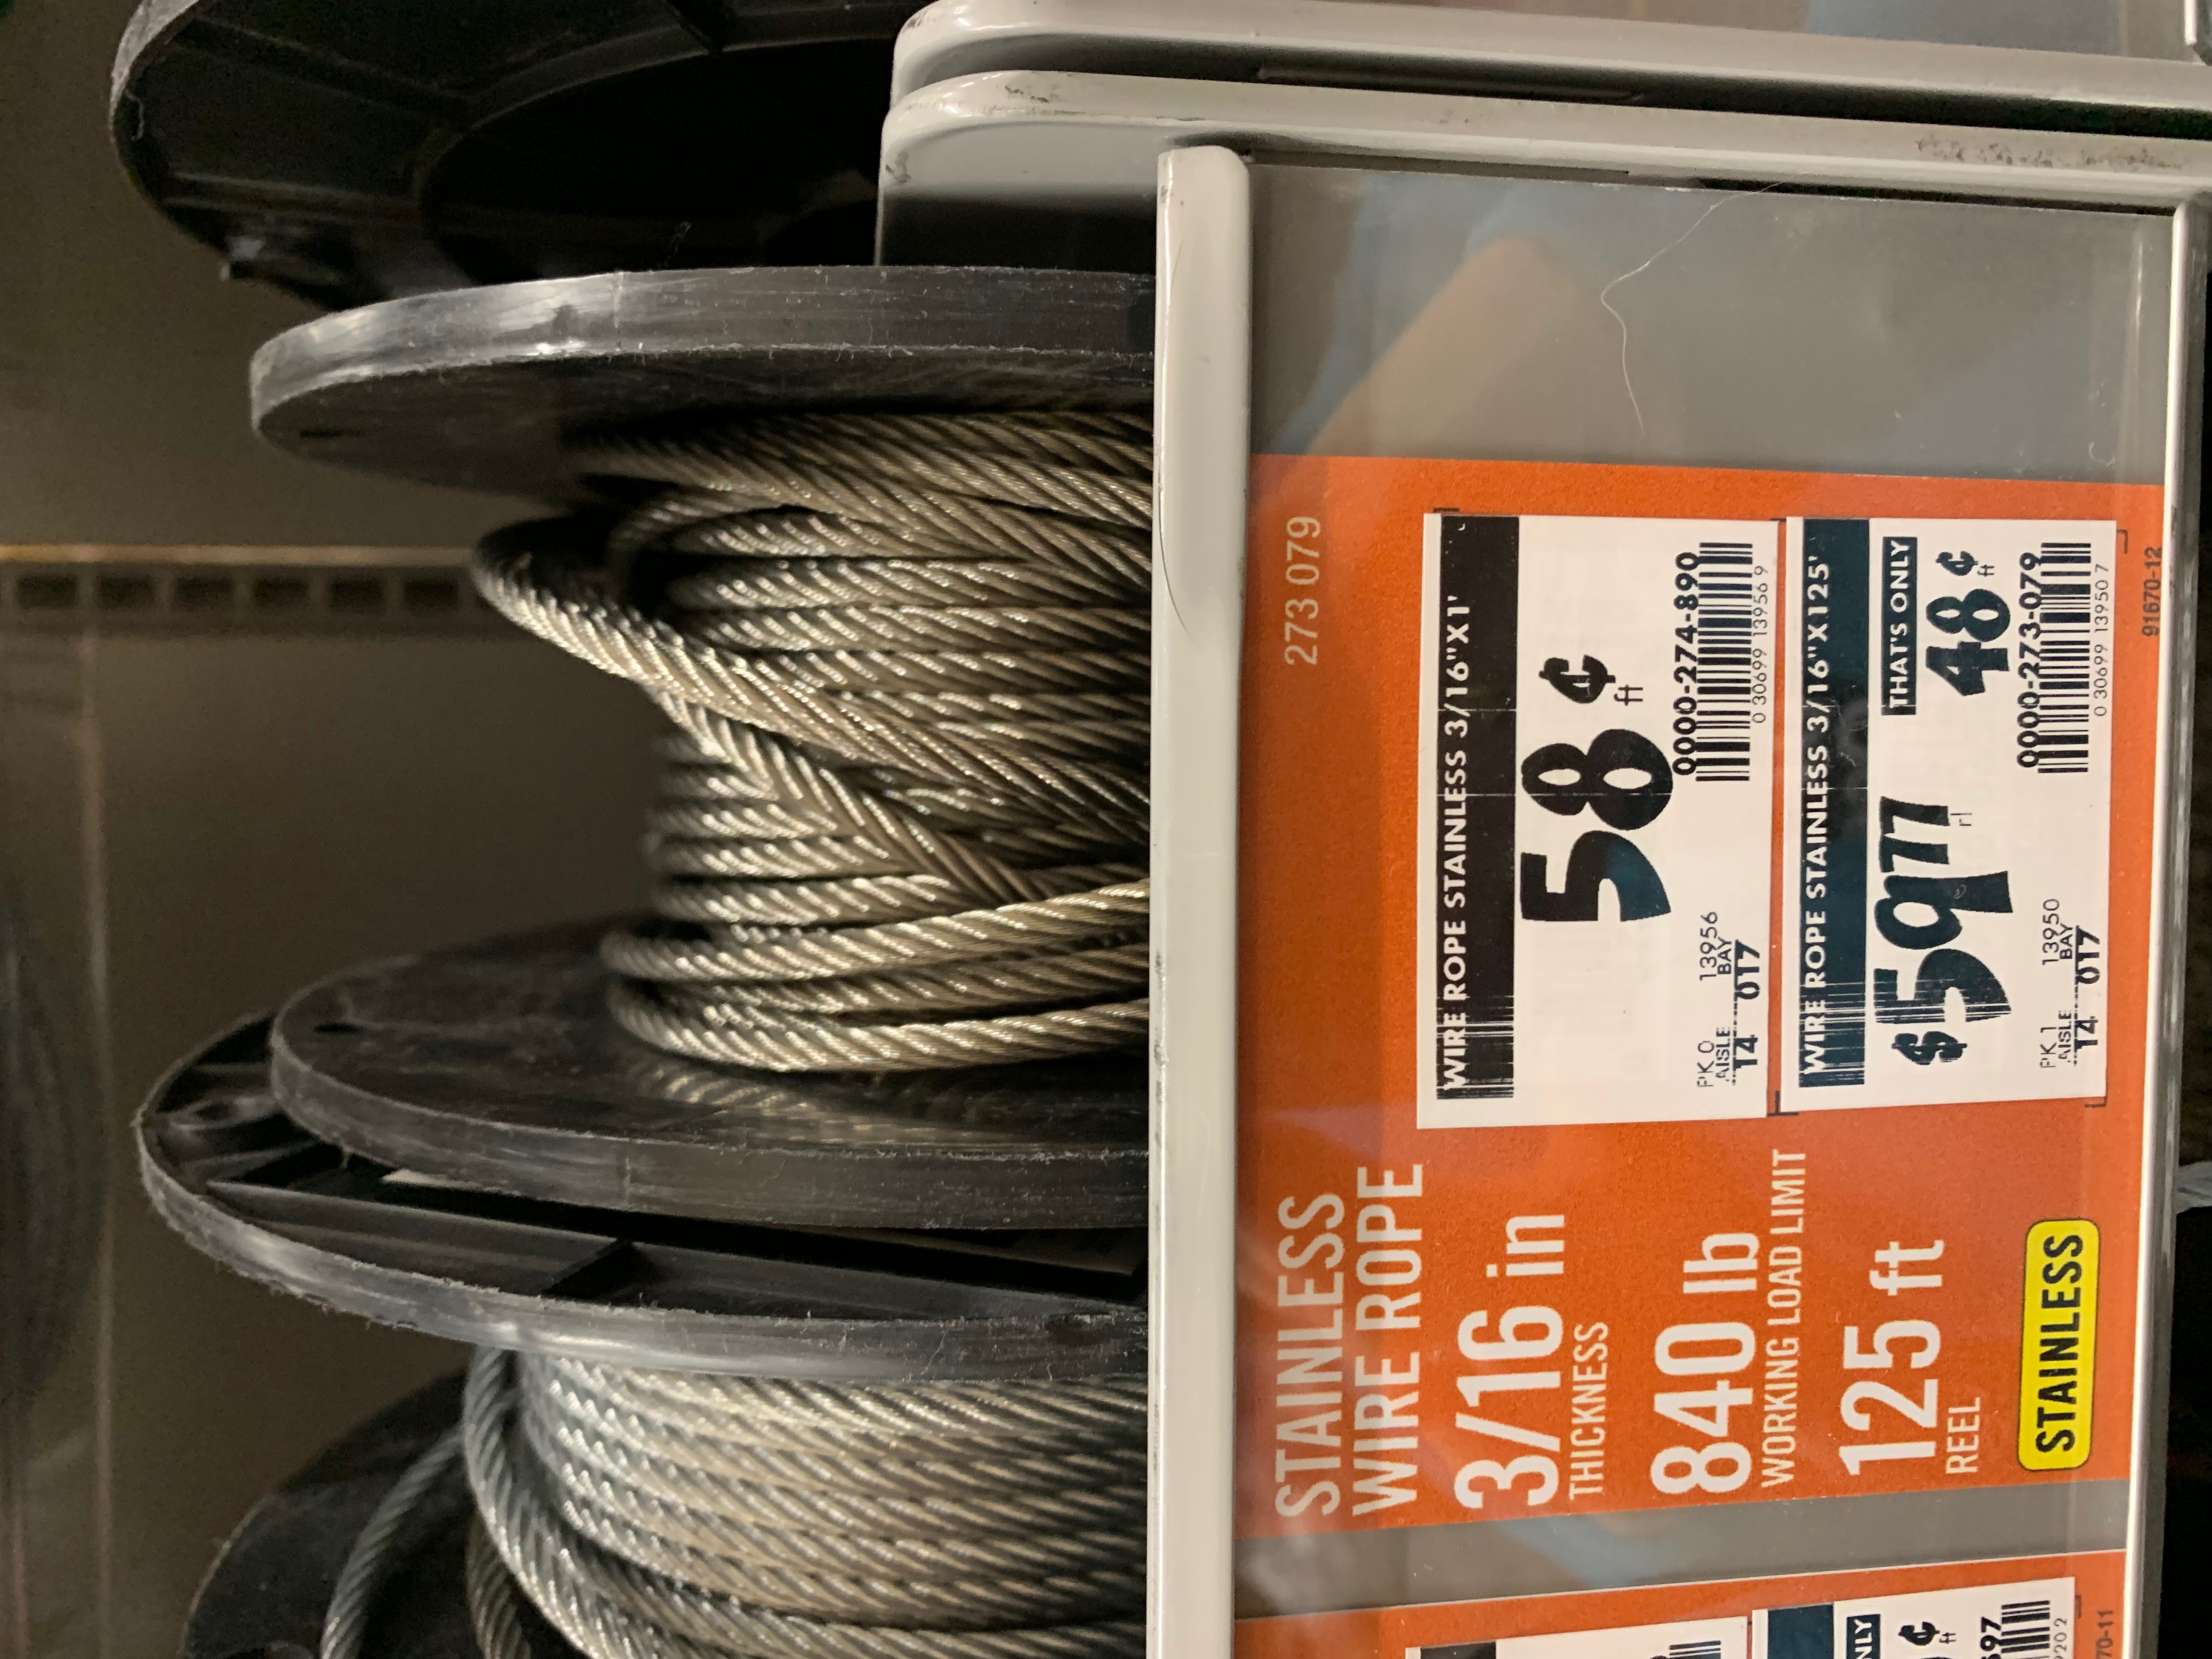 STAINLESS
WIRE ROPE
273 079
3/16 in
THICKNESS
840 lb
WORKING LOAD LIMIT
125 ft
REEL
STAINLESS
WIRE ROPE STAINLESS 3/16"X1'
58¢
ft
0000-274-890
PK 0 13956
AISLE BAY
14 017
0 30699 13956 9
WIRE ROPE STAINLESS 3/16"X125'
$5977
rl
THAT'S ONLY
48¢
ft
0000-273-079
PK 1 13950
AISLE BAY
14 017
0 30699 13950 7
91670-12
¢
ft